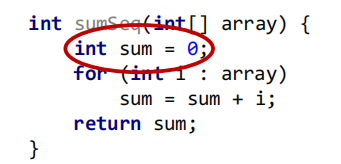 int sumSeq(int[] array) {
int sum = 0;
for (int i : array)
sum = sum + i;
return sum;
}